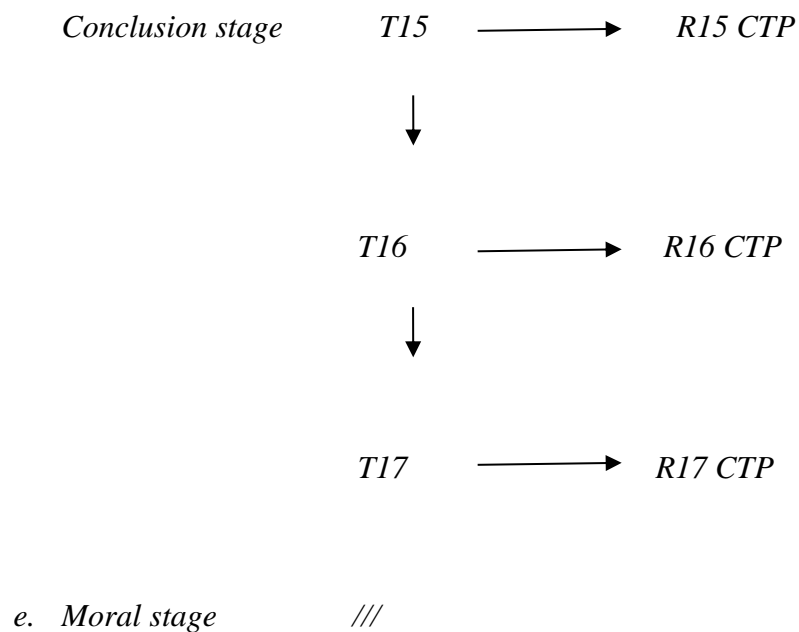 Conclusion stage T15 R15 CTP
T16 R16 CTP
T17 R17 CTP
e. Moral stage ///